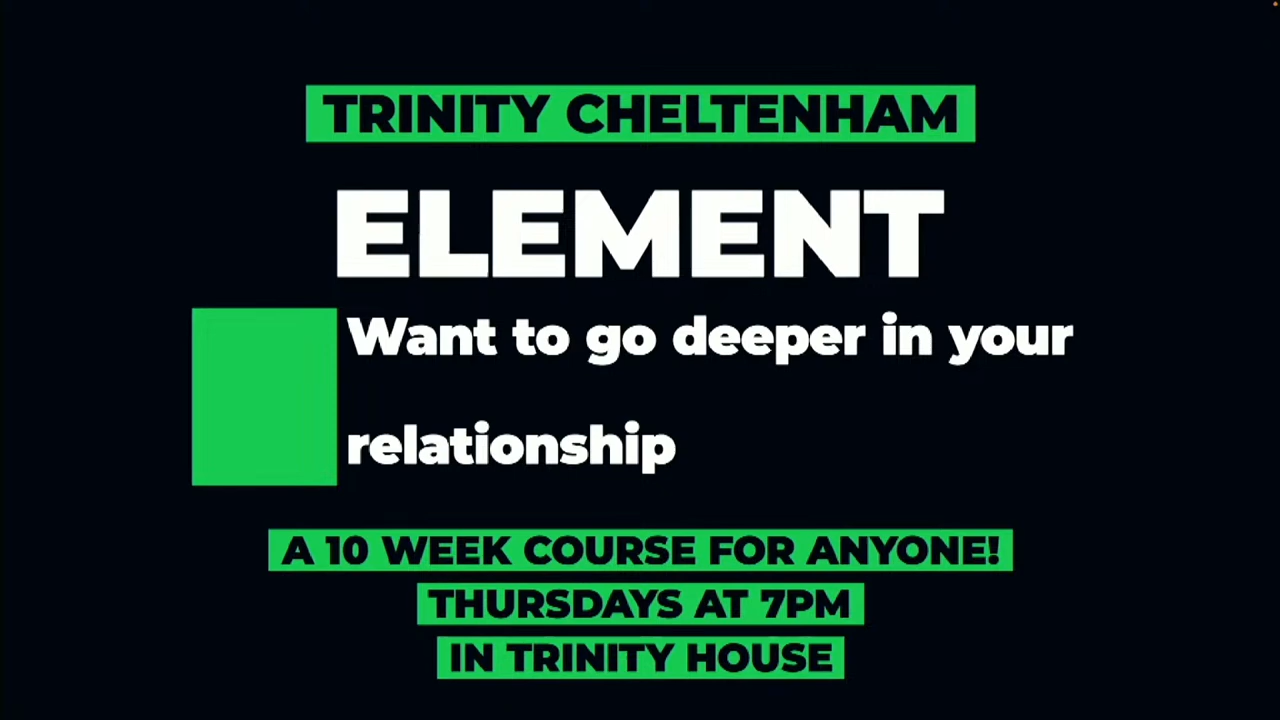 TRINITY CHELTENHAM
ELEMENT
Want to go deeper in your
relationship
A 10 WEEK COURSE FOR ANYONE!
THURSDAYS AT 7PM
IN TRINITY HOUSE